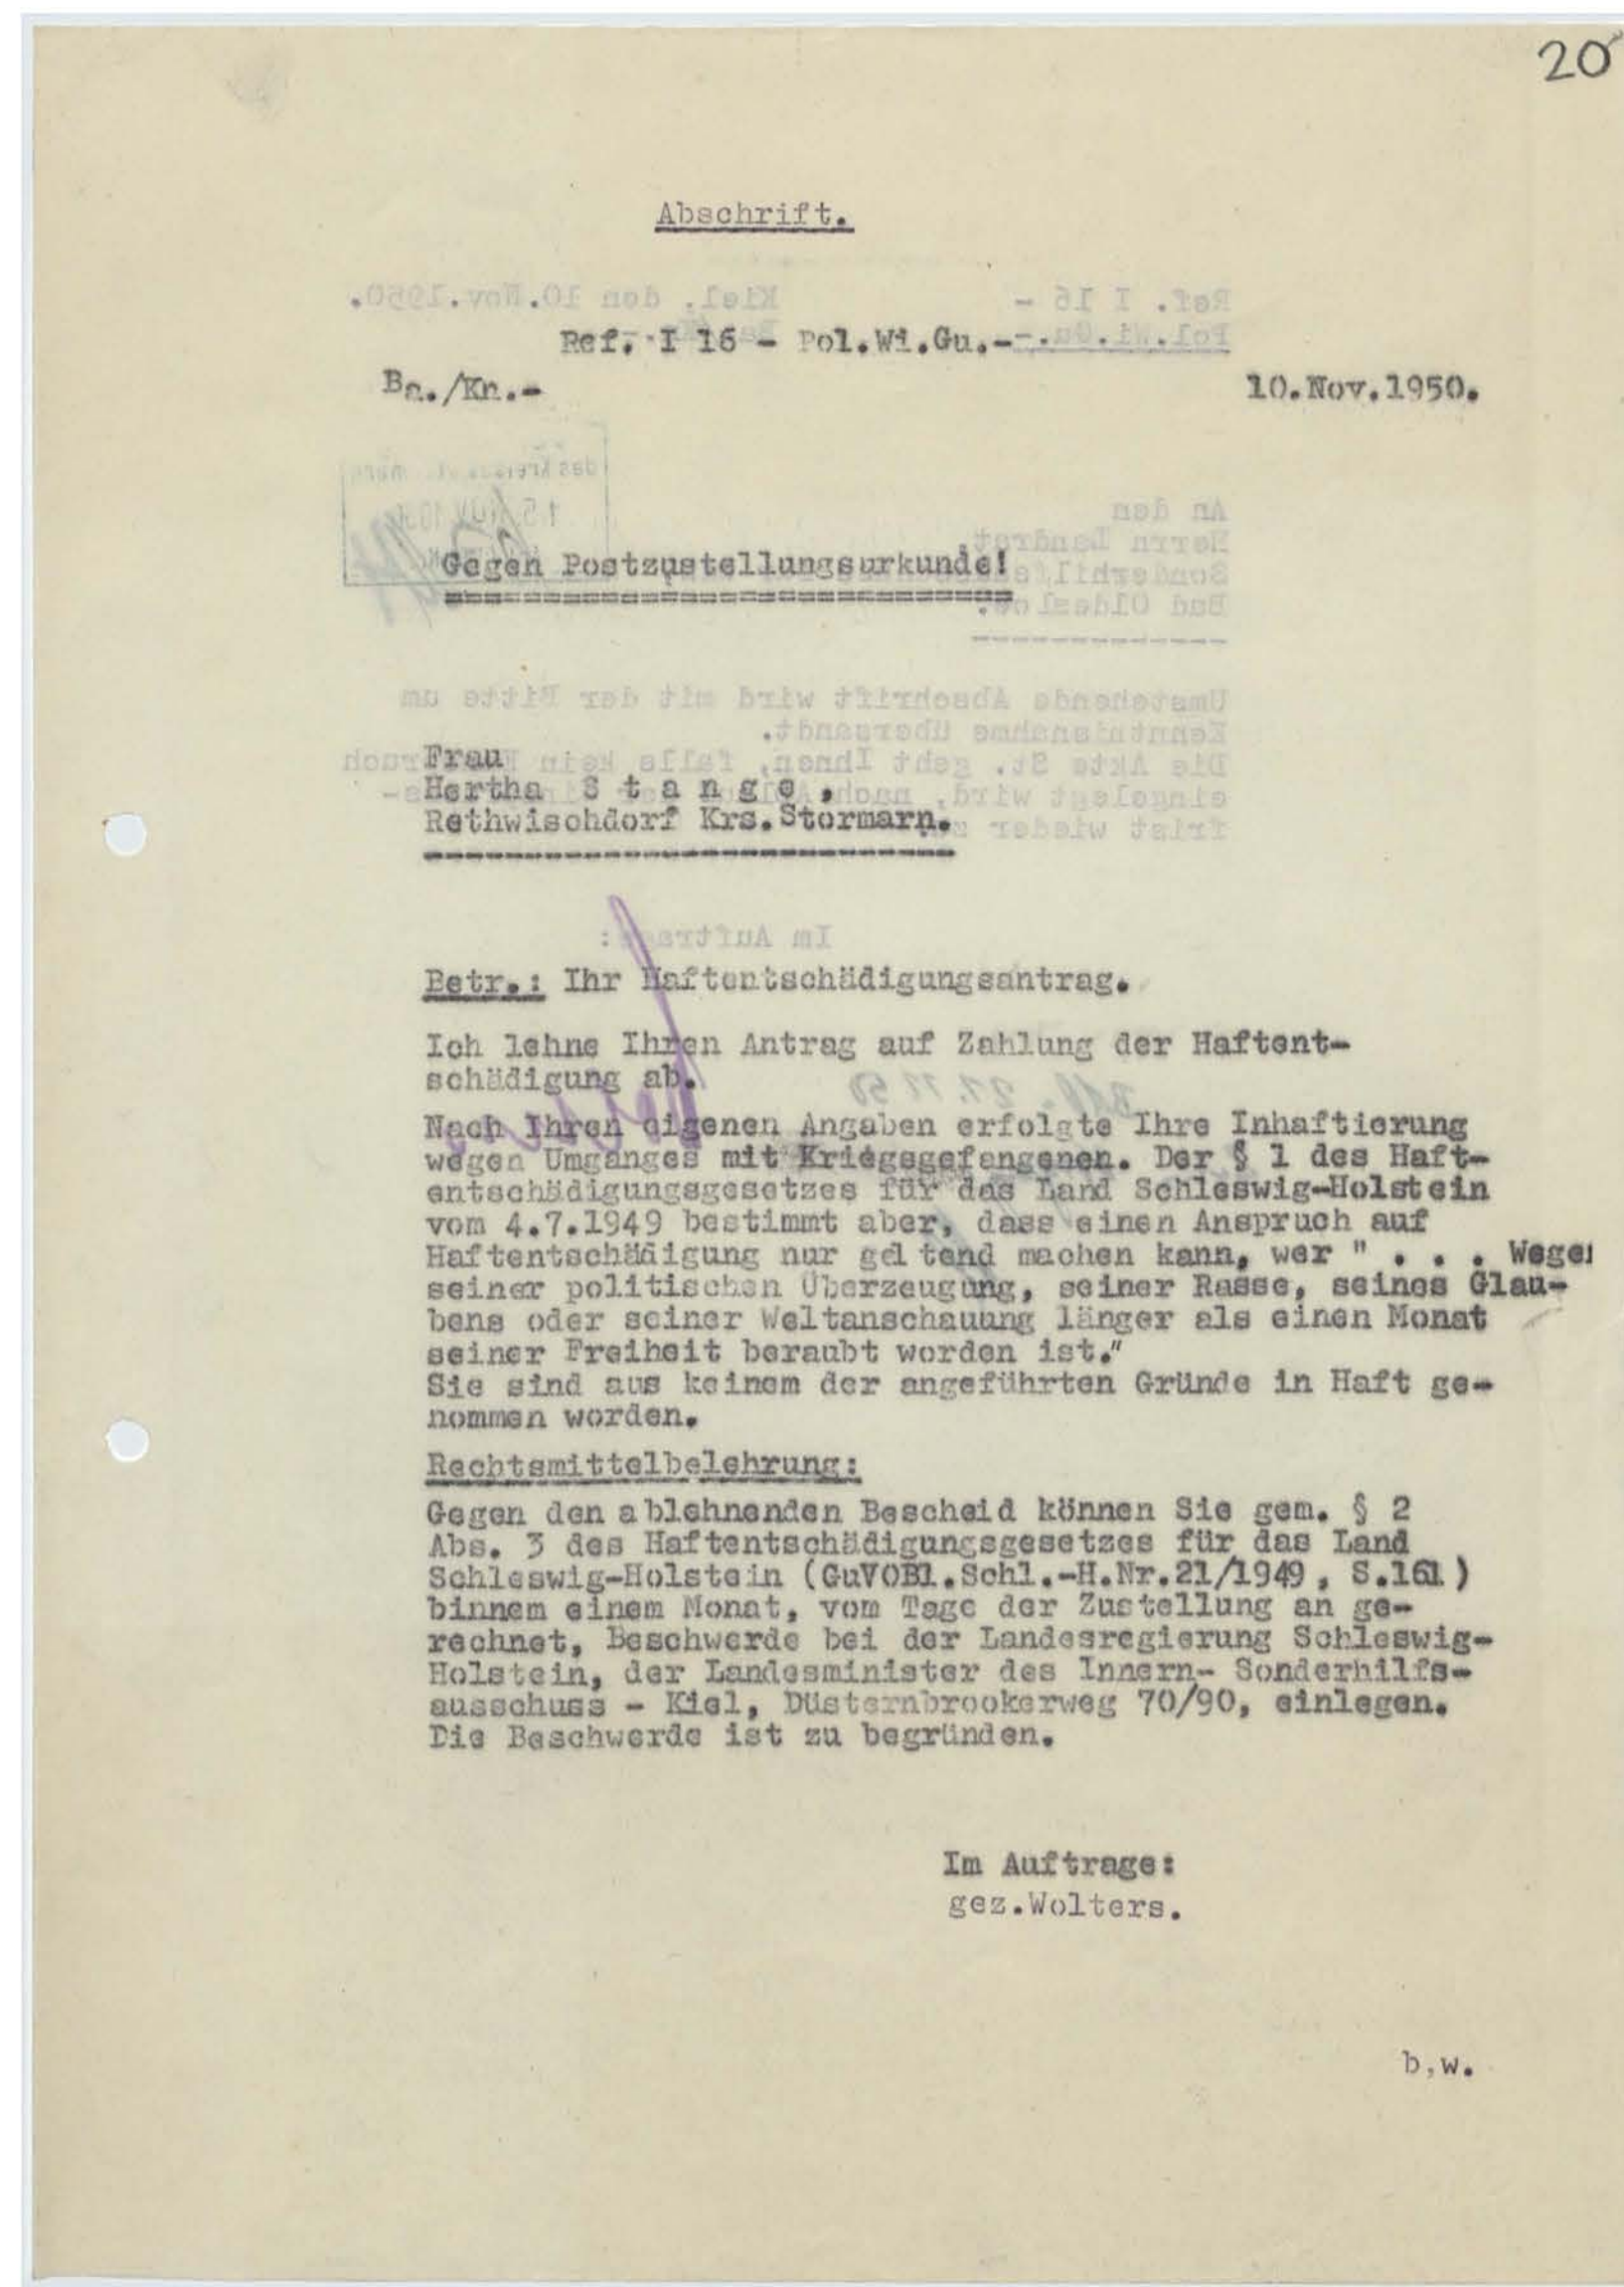 20
Abschrift.
Ref. I 16 - Pol.Wi.Gu.-
Ba./Kn.- 10.Nov.1950.
Gegen Postzustellungsurkunde!
Frau
Hertha S t a n g e ,
Rethwischdorf Krs.Stormarn.
Betr.: Ihr Haftentschädigungsantrag.
Ich lehne Ihren Antrag auf Zahlung der Haftent-
schädigung ab.
Nach Ihren eigenen Angaben erfolgte Ihre Inhaftierung
wegen Umganges mit Kriegsgefangenen. Der § 1 des Haft-
entschädigungsgesetzes für das Land Schleswig-Holstein
vom 4.7.1949 bestimmt aber, dass einen Anspruch auf
Haftentschädigung nur geltend machen kann, wer " . . . Wegen
seiner politischen Überzeugung, seiner Rasse, seines Glau-
bens oder seiner Weltanschauung länger als einen Monat
seiner Freiheit beraubt worden ist."
Sie sind aus keinem der angeführten Gründe in Haft ge-
nommen worden.
Rechtsmittelbelehrung:
Gegen den ablehnenden Bescheid können Sie gem. § 2
Abs. 3 des Haftentschädigungsgesetzes für das Land
Schleswig-Holstein (GuVOBl.Schl.-H.Nr.21/1949, S.161)
binnem einem Monat, vom Tage der Zustellung an ge-
rechnet, Beschwerde bei der Landesregierung Schleswig-
Holstein, der Landesminister des Innern- Sonderhilfs-
ausschuss - Kiel, Düsternbrookerweg 70/90, einlegen.
Die Beschwerde ist zu begründen.
Im Auftrage:
gez.Wolters.
b.w.